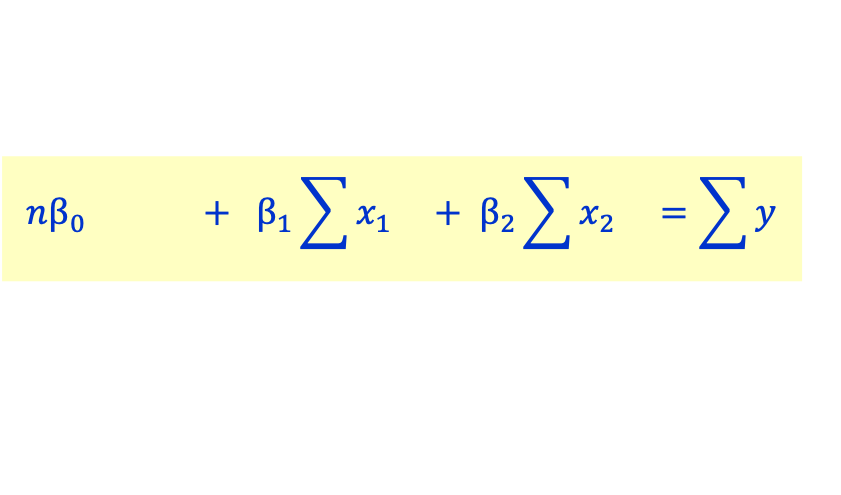 nβ₀ + β₁ ∑ x₁ + β₂ ∑ x₂ = ∑ y